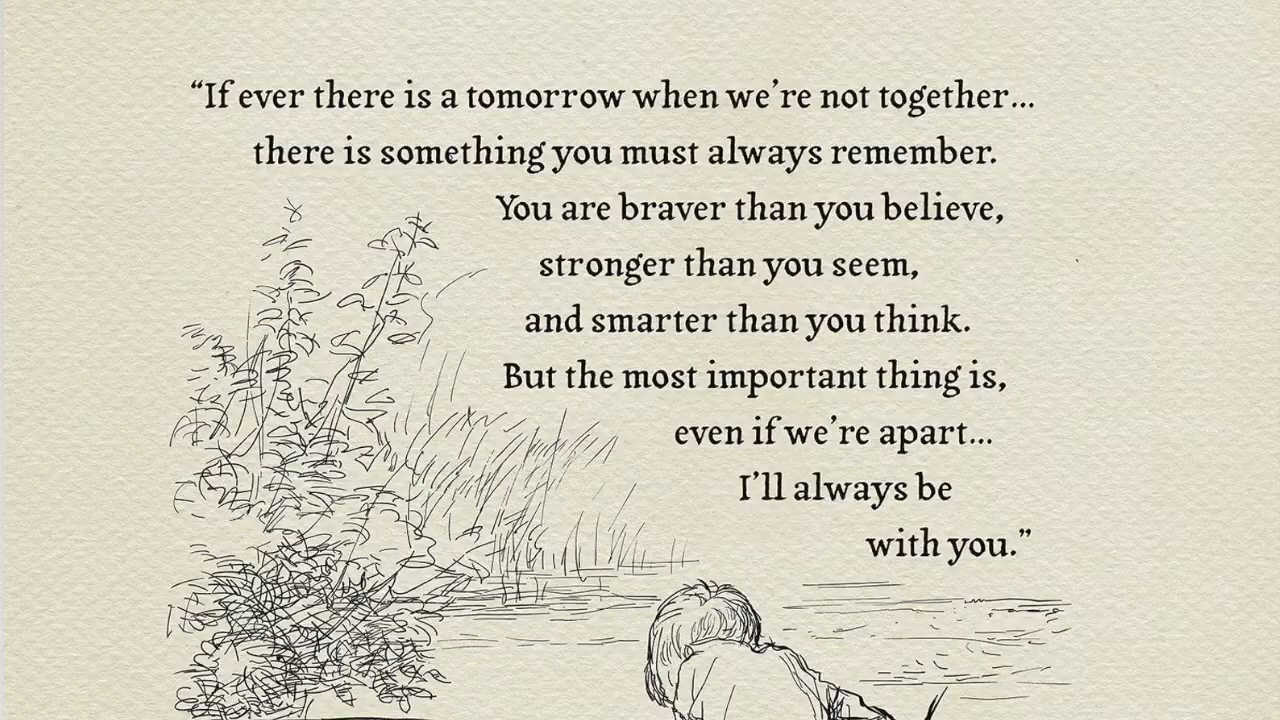 “If ever there is a tomorrow when we’re not together...
there is something you must always remember.
You are braver than you believe,
stronger than you seem,
and smarter than you think.
But the most important thing is,
even if we’re apart...
I’ll always be
with you.”